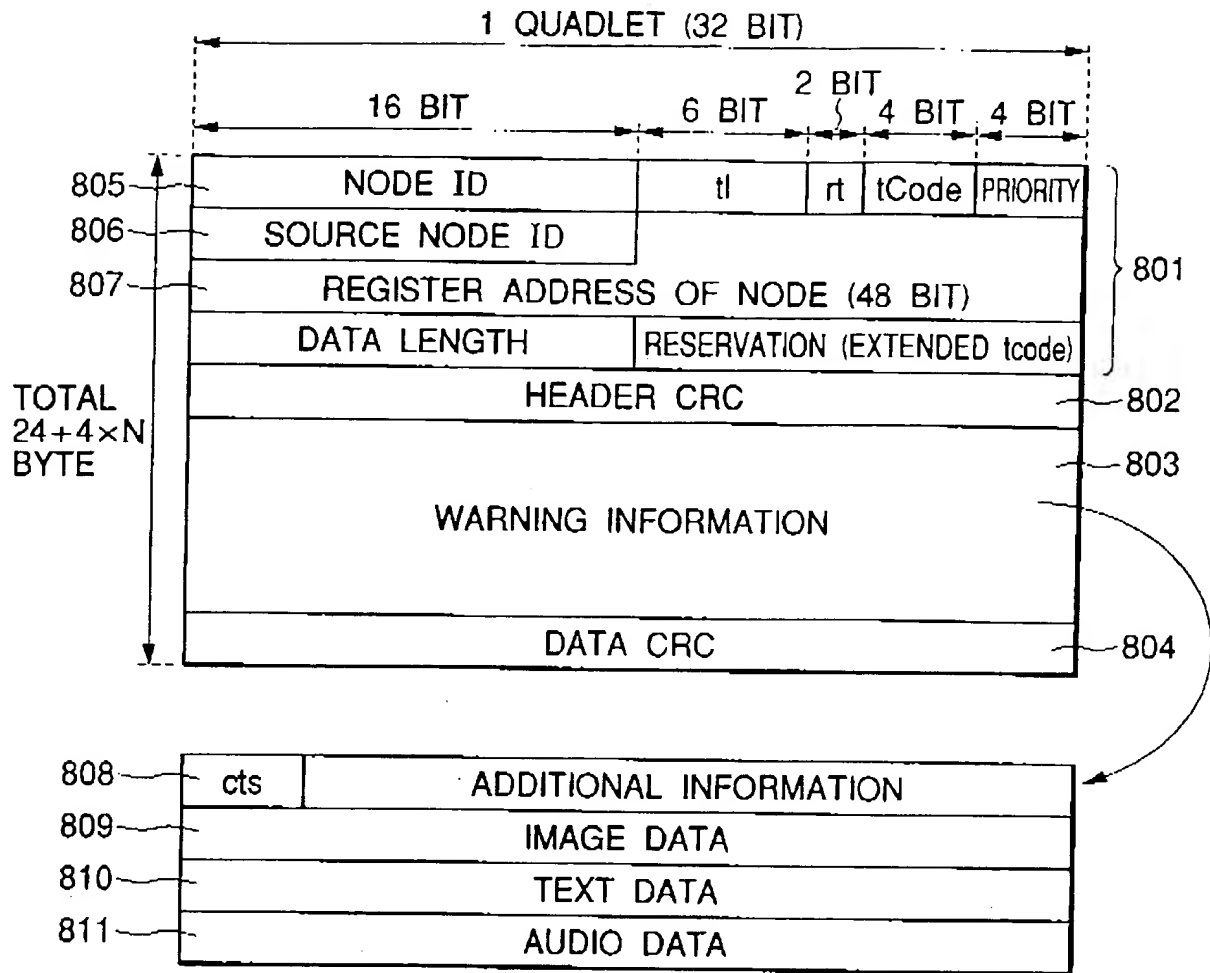 1 QUADLET (32 BIT)
2 BIT
16 BIT 6 BIT 4 BIT 4 BIT
805 NODE ID tl rt tCode PRIORITY
806 SOURCE NODE ID
801
807 REGISTER ADDRESS OF NODE (48 BIT)
DATA LENGTH RESERVATION (EXTENDED tcode)
HEADER CRC 802
TOTAL
24+4×N
BYTE
803
WARNING INFORMATION
DATA CRC 804
808 cts ADDITIONAL INFORMATION
809 IMAGE DATA
810 TEXT DATA
811 AUDIO DATA